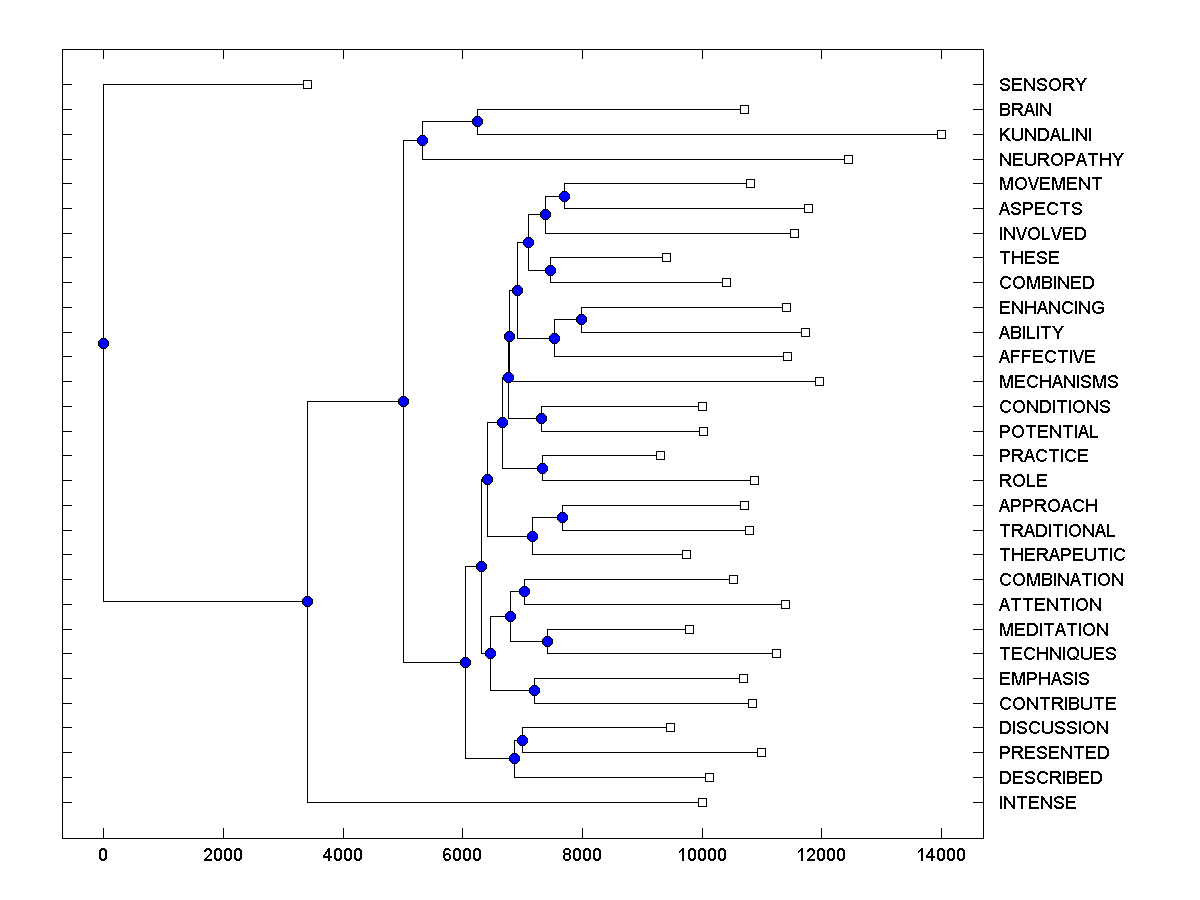 SENSORY
BRAIN
KUNDALINI
NEUROPATHY
MOVEMENT
ASPECTS
INVOLVED
THESE
COMBINED
ENHANCING
ABILITY
AFFECTIVE
MECHANISMS
CONDITIONS
POTENTIAL
PRACTICE
ROLE
APPROACH
TRADITIONAL
THERAPEUTIC
COMBINATION
ATTENTION
MEDITATION
TECHNIQUES
EMPHASIS
CONTRIBUTE
DISCUSSION
PRESENTED
DESCRIBED
INTENSE
0 2000 4000 6000 8000 10000 12000 14000